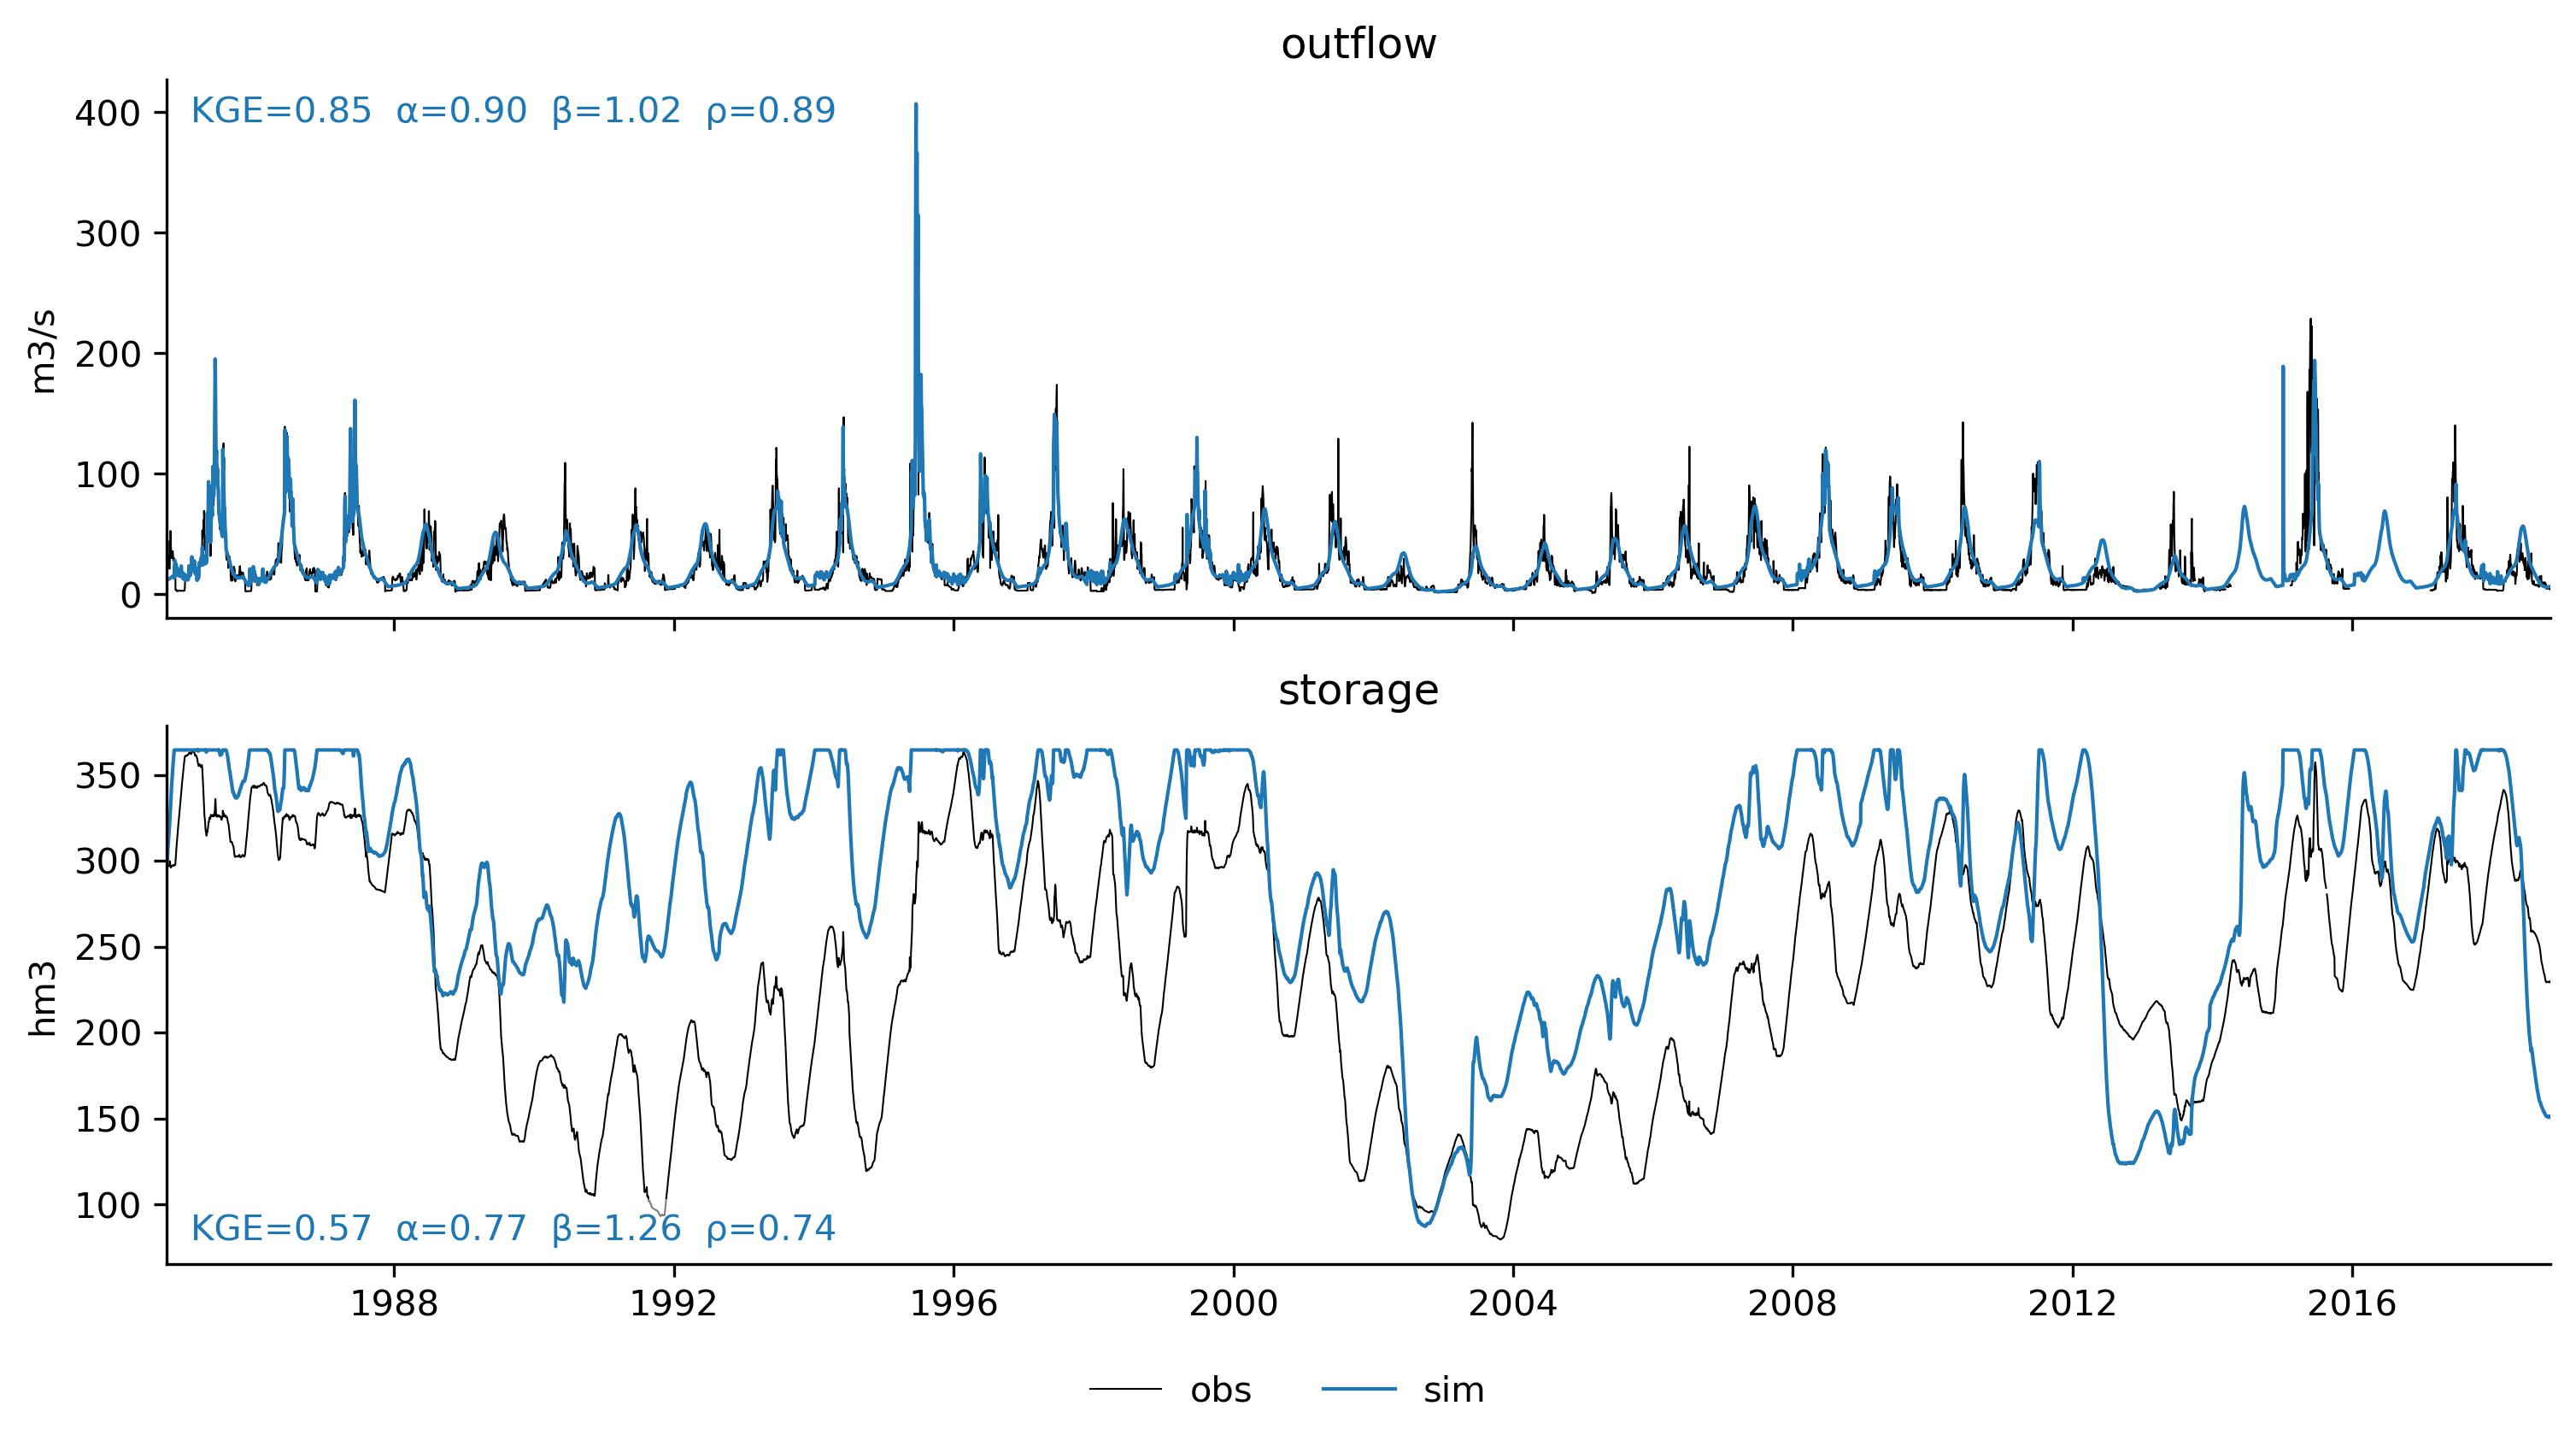 outflow
KGE=0.85 α=0.90 β=1.02 ρ=0.89
400
300
200
100
0
m3/s
storage
350
300
250
200
150
100
hm3
KGE=0.57 α=0.77 β=1.26 ρ=0.74
1988 1992 1996 2000 2004 2008 2012 2016
obs sim